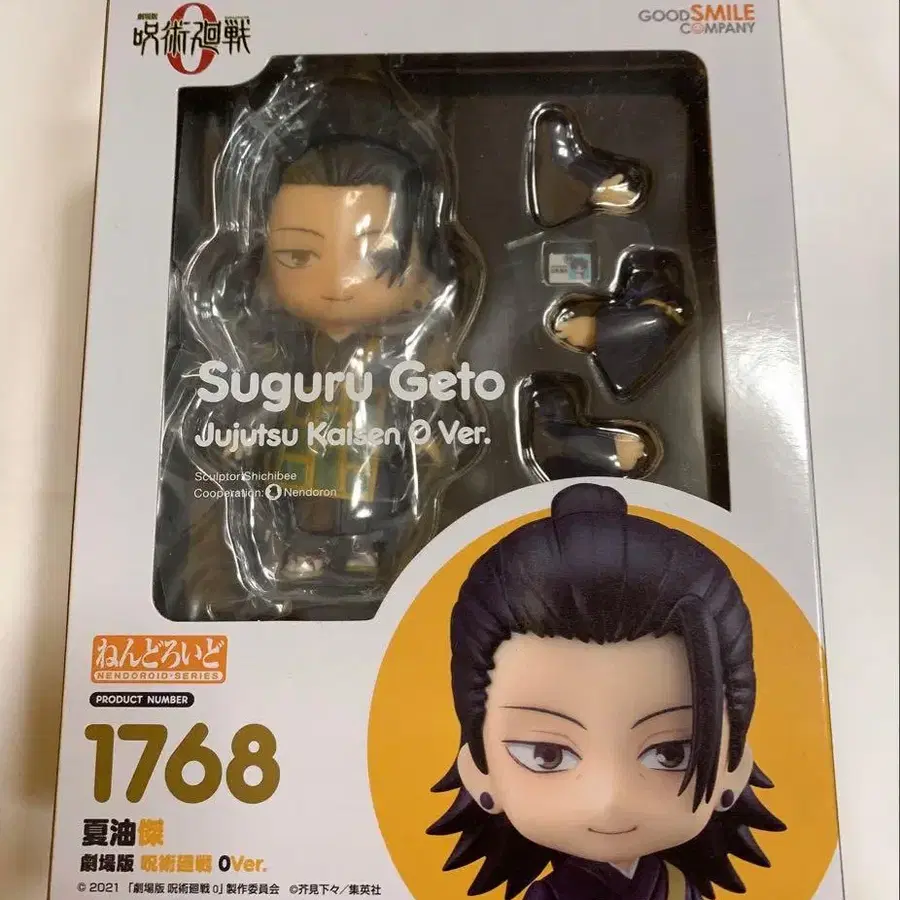 劇場版
呪術廻戦
0
GOODSMILE
COMPANY
Suguru Geto
Jujutsu Kaisen 0 Ver.
Sculptor:Shichibee
Cooperation: Nendoron
ねんどろいど
NENDOROID・SERIES
PRODUCT NUMBER
1768
夏油傑
劇場版 呪術廻戦 0Ver.
© 2021 「劇場版 呪術廻戦 0」製作委員会 ©芥見下々／集英社